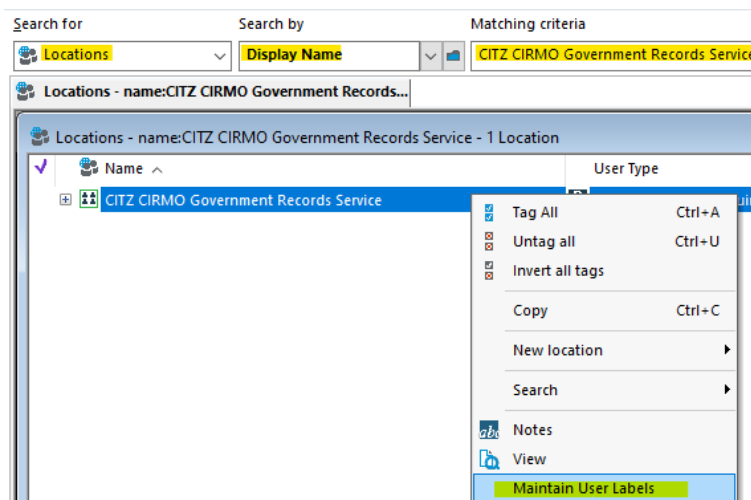 Search for Search by Matching criteria
Locations Display Name CITZ CIRMO Government Records Service
Locations - name:CITZ CIRMO Government Records...
Locations - name:CITZ CIRMO Government Records Service - 1 Location
Name User Type
CITZ CIRMO Government Records Service
Tag All Ctrl+A
Untag all Ctrl+U
Invert all tags
Copy Ctrl+C
New location
Search
abc Notes
View
Maintain User Labels